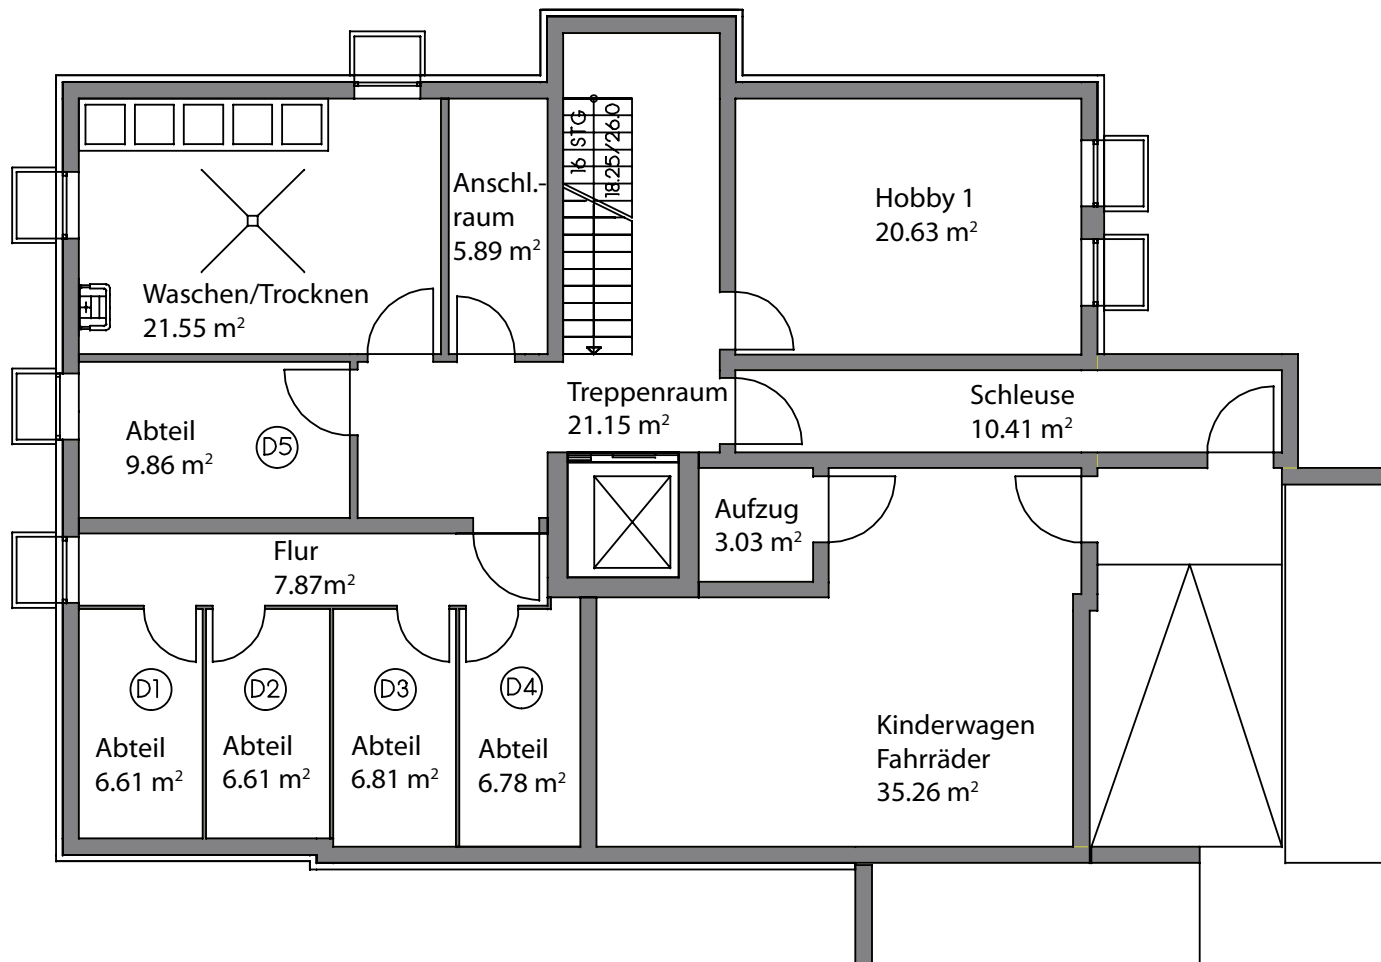 16 STG
18.25/26.0
Anschl.-
raum
5.89 m²
Hobby 1
20.63 m²
Waschen/Trocknen
21.55 m²
Treppenraum
21.15 m²
Schleuse
10.41 m²
Abteil
9.86 m²
D5
Aufzug
3.03 m²
Flur
7.87m²
D1
Abteil
6.61 m²
D2
Abteil
6.61 m²
D3
Abteil
6.81 m²
D4
Abteil
6.78 m²
Kinderwagen
Fahrräder
35.26 m²